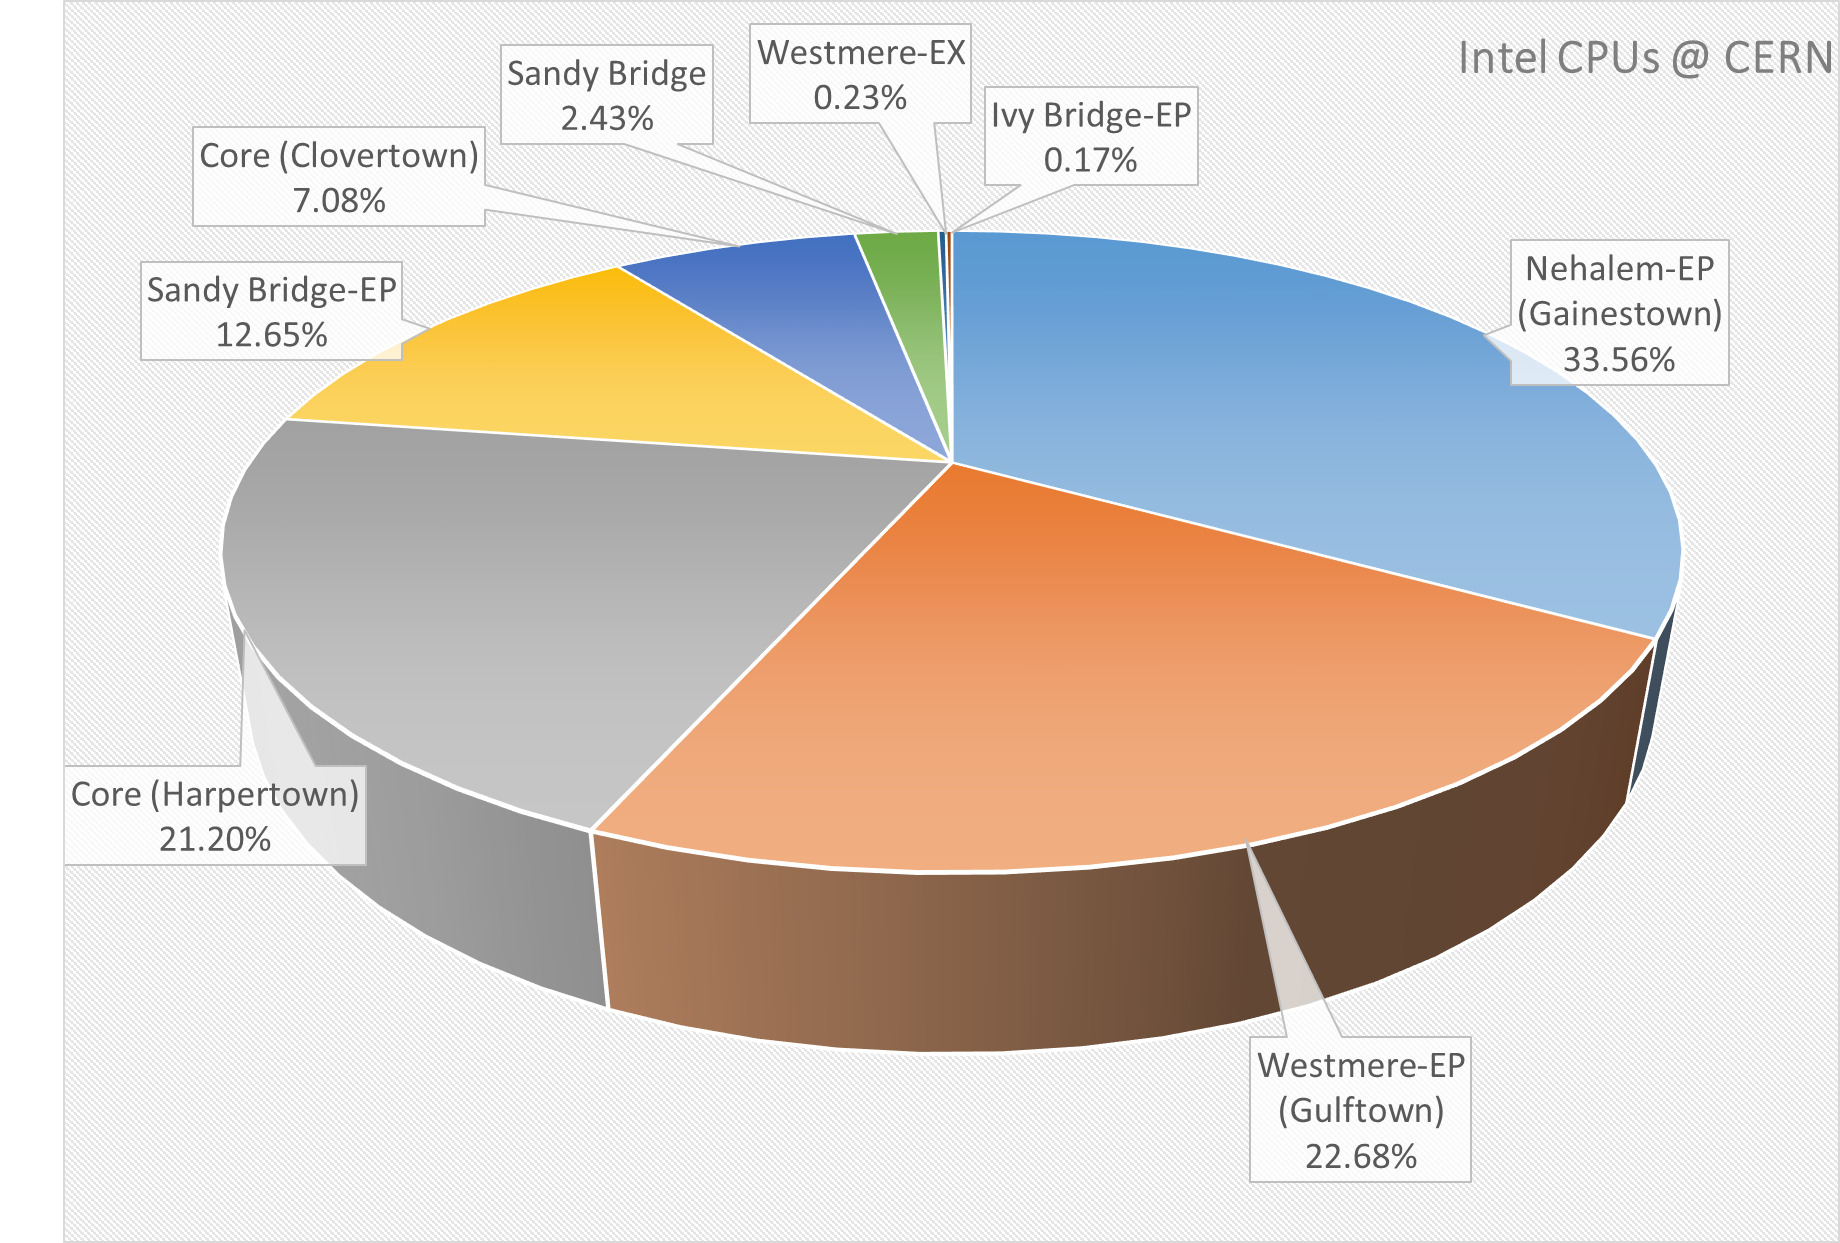 Intel CPUs @ CERN
Westmere-EX
0.23%
Sandy Bridge
2.43%
Ivy Bridge-EP
0.17%
Core (Clovertown)
7.08%
Nehalem-EP
(Gainestown)
33.56%
Sandy Bridge-EP
12.65%
Core (Harpertown)
21.20%
Westmere-EP
(Gulftown)
22.68%